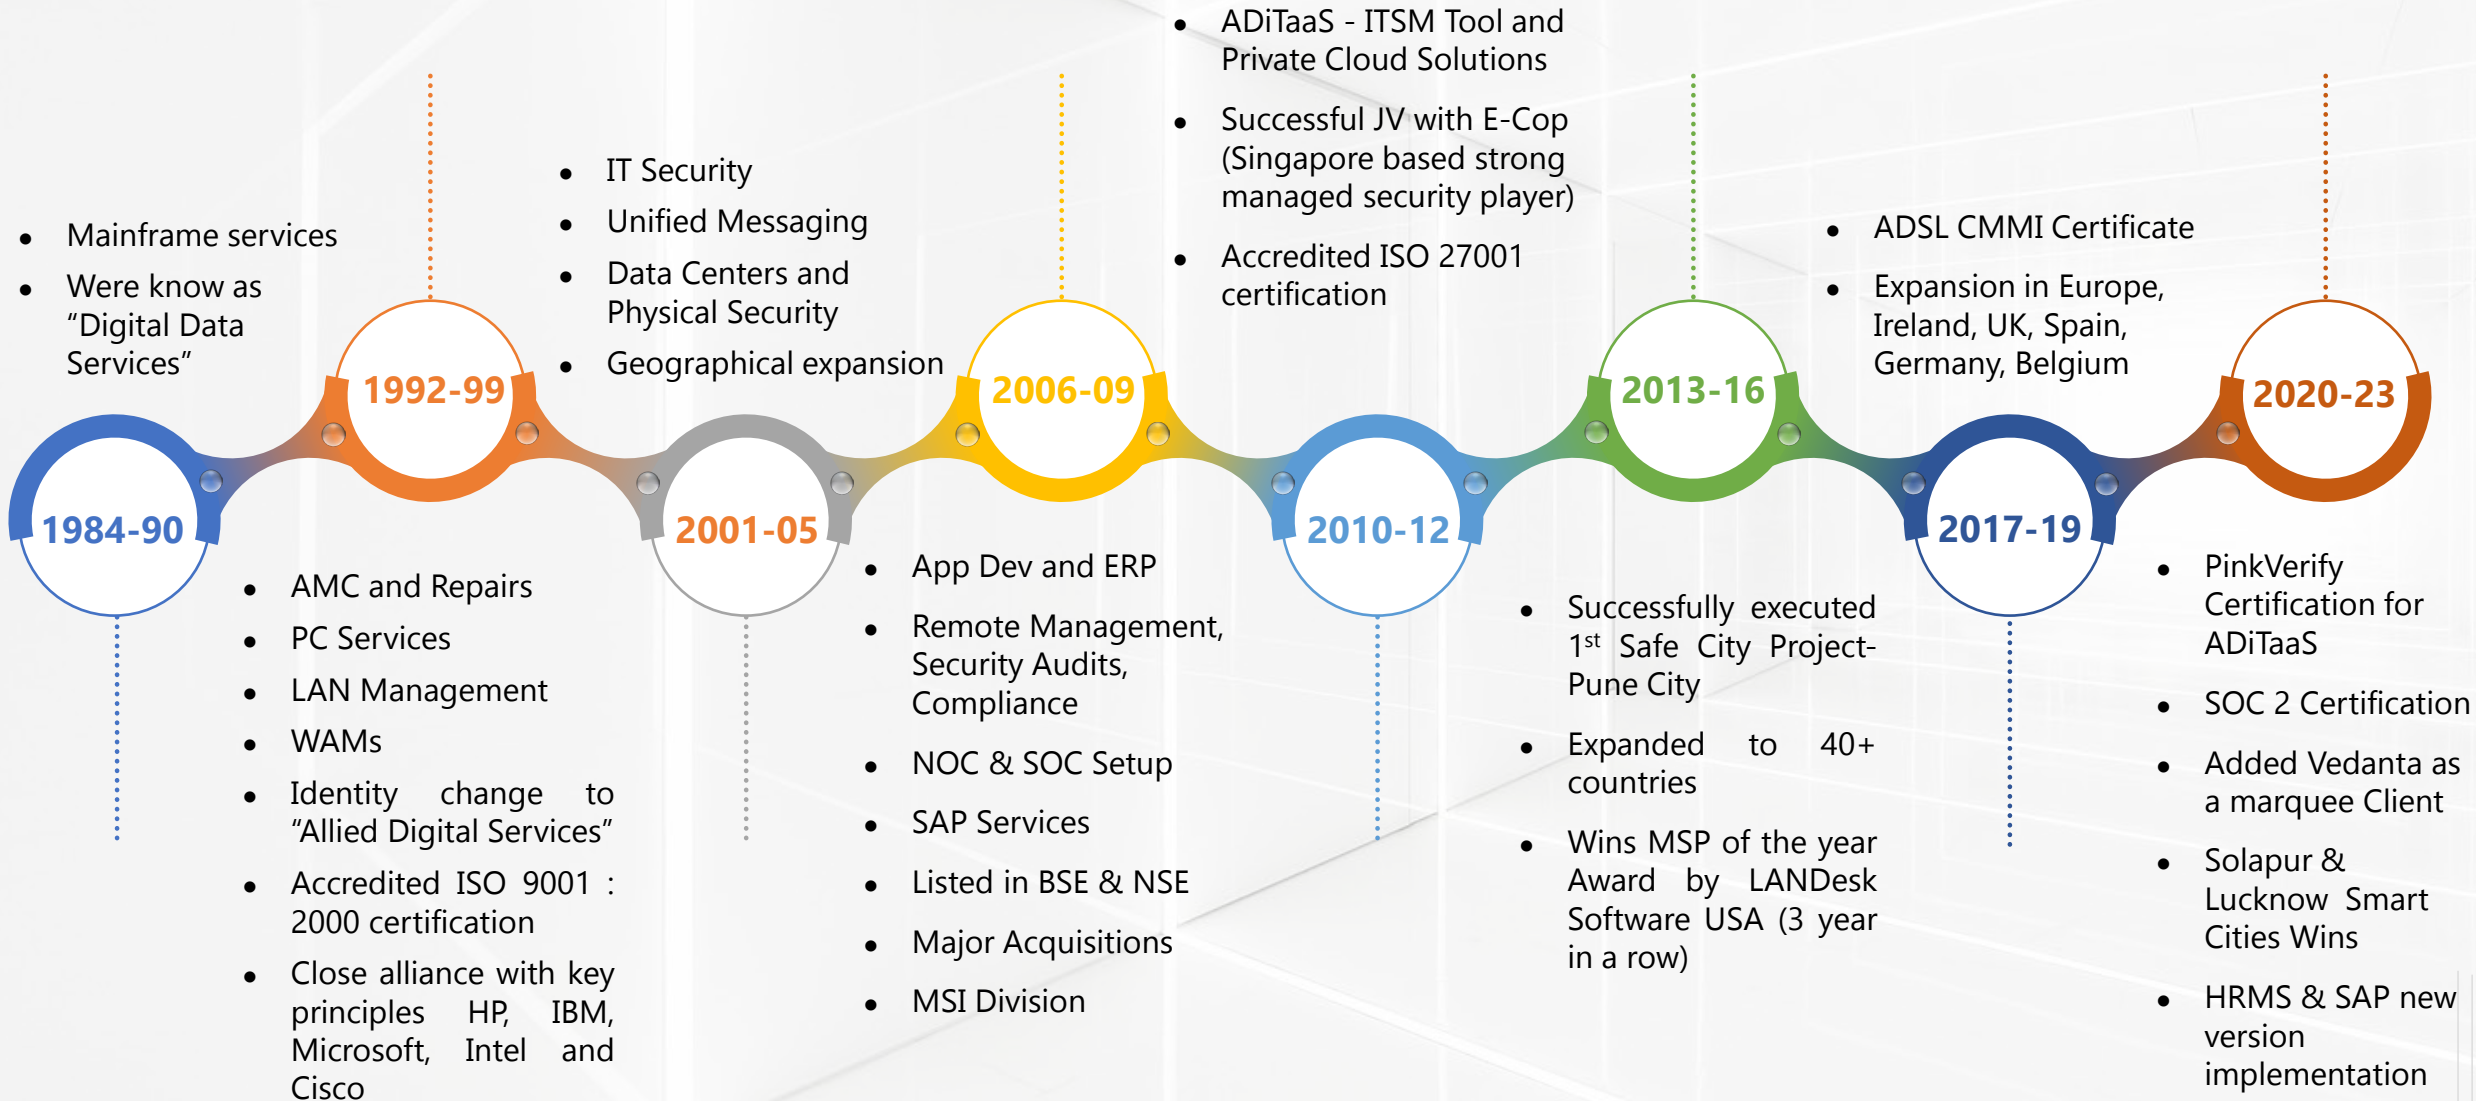 1984-90
Mainframe services
Were know as
“Digital Data
Services”
1992-99
AMC and Repairs
PC Services
LAN Management
WAMs
Identity change to
“Allied Digital Services”
Accredited ISO 9001 :
2000 certification
Close alliance with key
principles HP, IBM,
Microsoft, Intel and
Cisco
2001-05
IT Security
Unified Messaging
Data Centers and
Physical Security
Geographical expansion
2006-09
App Dev and ERP
Remote Management,
Security Audits,
Compliance
NOC & SOC Setup
SAP Services
Listed in BSE & NSE
Major Acquisitions
MSI Division
2010-12
ADiTaaS - ITSM Tool and
Private Cloud Solutions
Successful JV with E-Cop
(Singapore based strong
managed security player)
Accredited ISO 27001
certification
2013-16
Successfully executed
1st Safe City Project-
Pune City
Expanded to 40+
countries
Wins MSP of the year
Award by LANDesk
Software USA (3 year
in a row)
2017-19
ADSL CMMI Certificate
Expansion in Europe,
Ireland, UK, Spain,
Germany, Belgium
2020-23
PinkVerify
Certification for
ADiTaaS
SOC 2 Certification
Added Vedanta as
a marquee Client
Solapur &
Lucknow Smart
Cities Wins
HRMS & SAP new
version
implementation